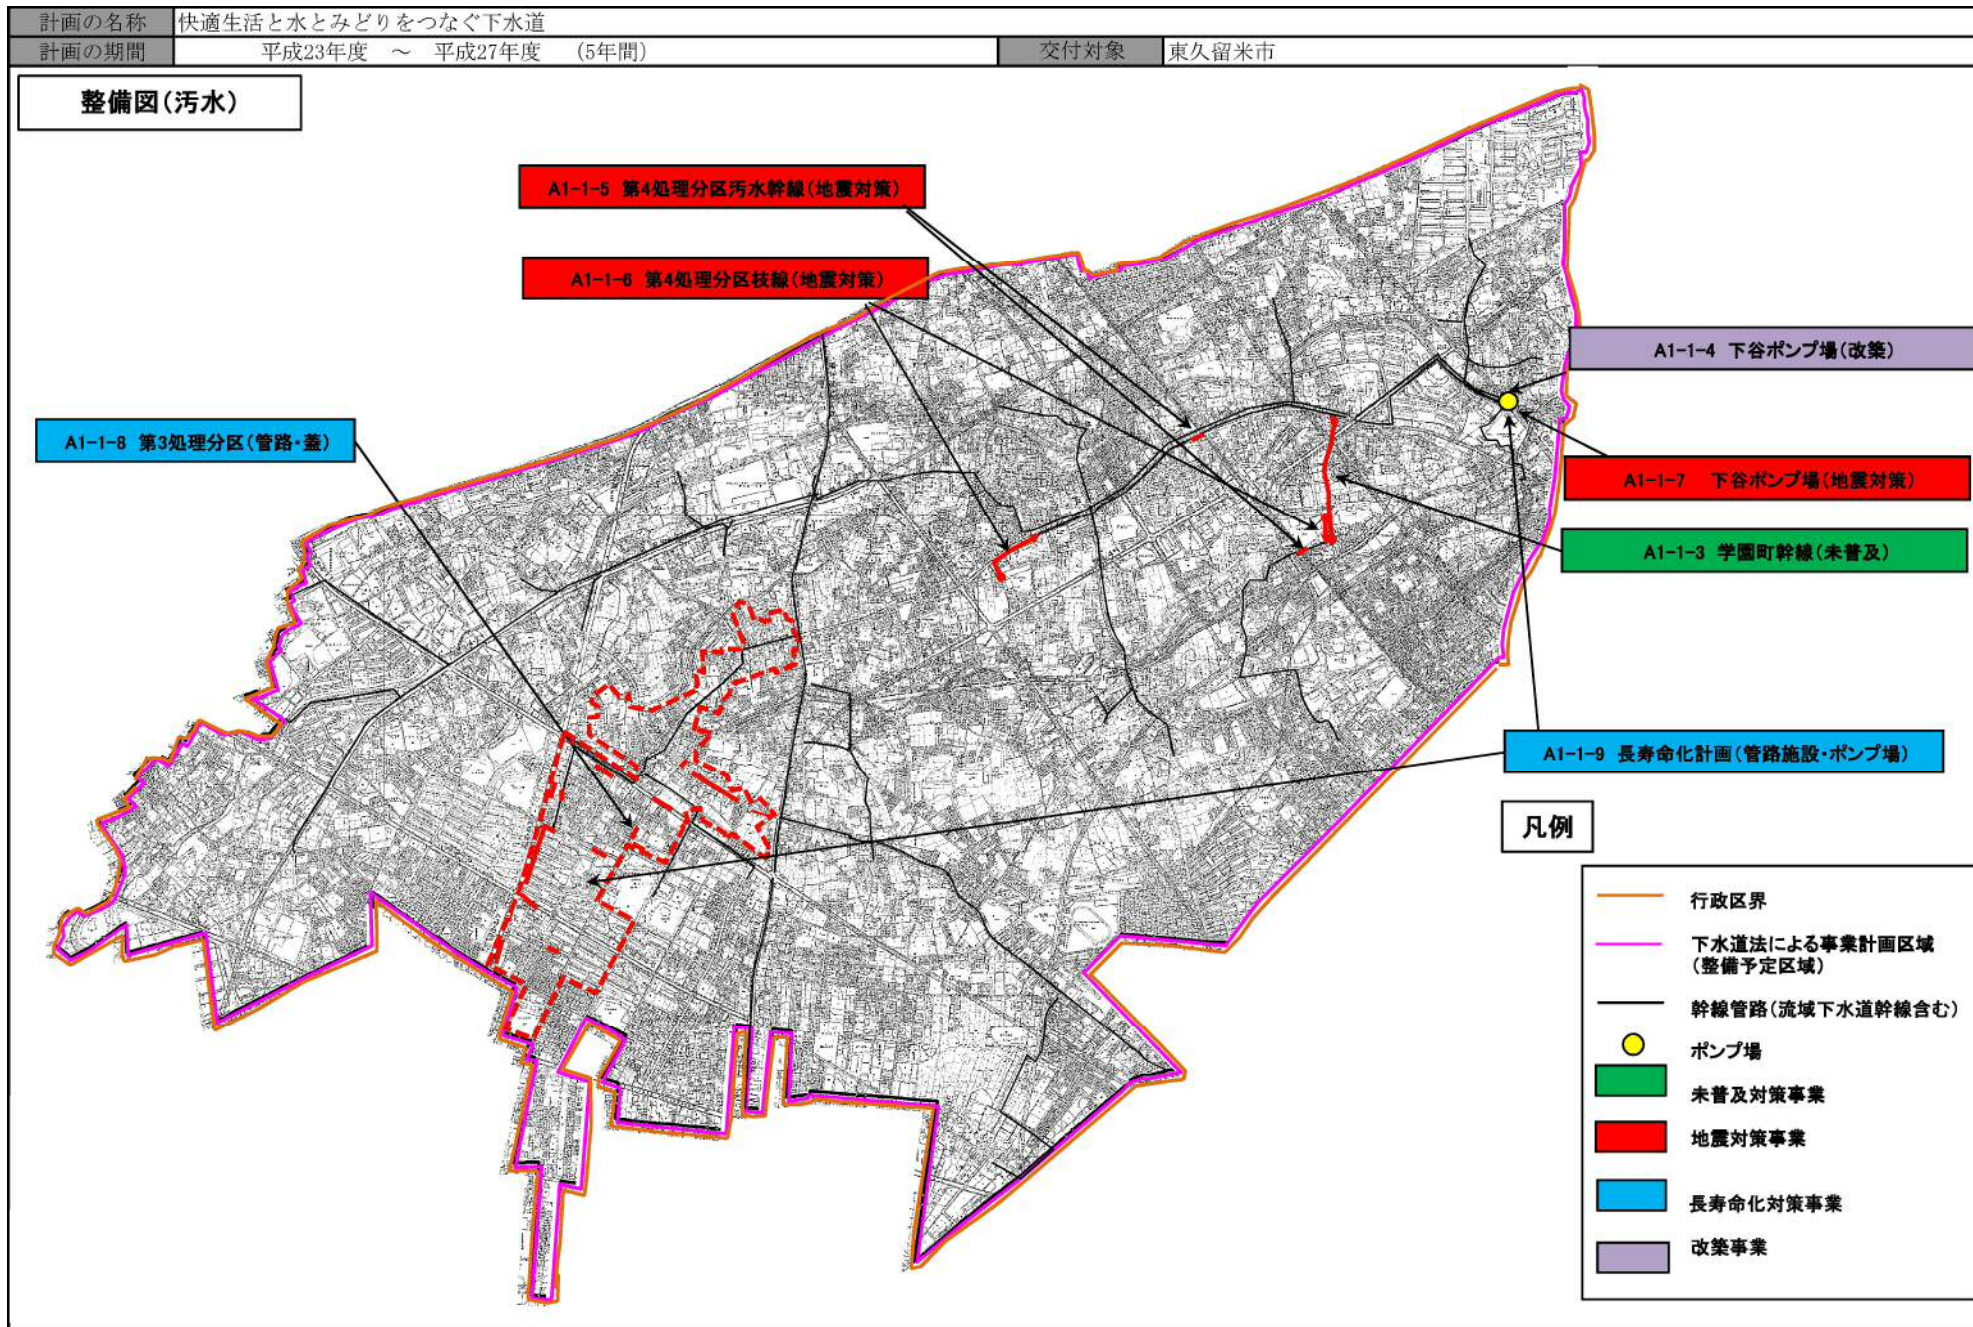 計画の名称 快適生活と水とみどりをつなぐ下水道
計画の期間 平成23年度 ～ 平成27年度 (5年間) 交付対象 東久留米市
整備図(汚水)
A1-1-5 第4処理分区汚水幹線(地震対策)
A1-1-6 第4処理分区枝線(地震対策)
A1-1-4 下谷ポンプ場(改築)
A1-1-8 第3処理分区(管路・蓋)
A1-1-7 下谷ポンプ場(地震対策)
A1-1-3 学園町幹線(未普及)
A1-1-9 長寿命化計画(管路施設・ポンプ場)
凡例
行政区界
下水道法による事業計画区域
(整備予定区域)
幹線管路(流域下水道幹線含む)
ポンプ場
未普及対策事業
地震対策事業
長寿命化対策事業
改築事業